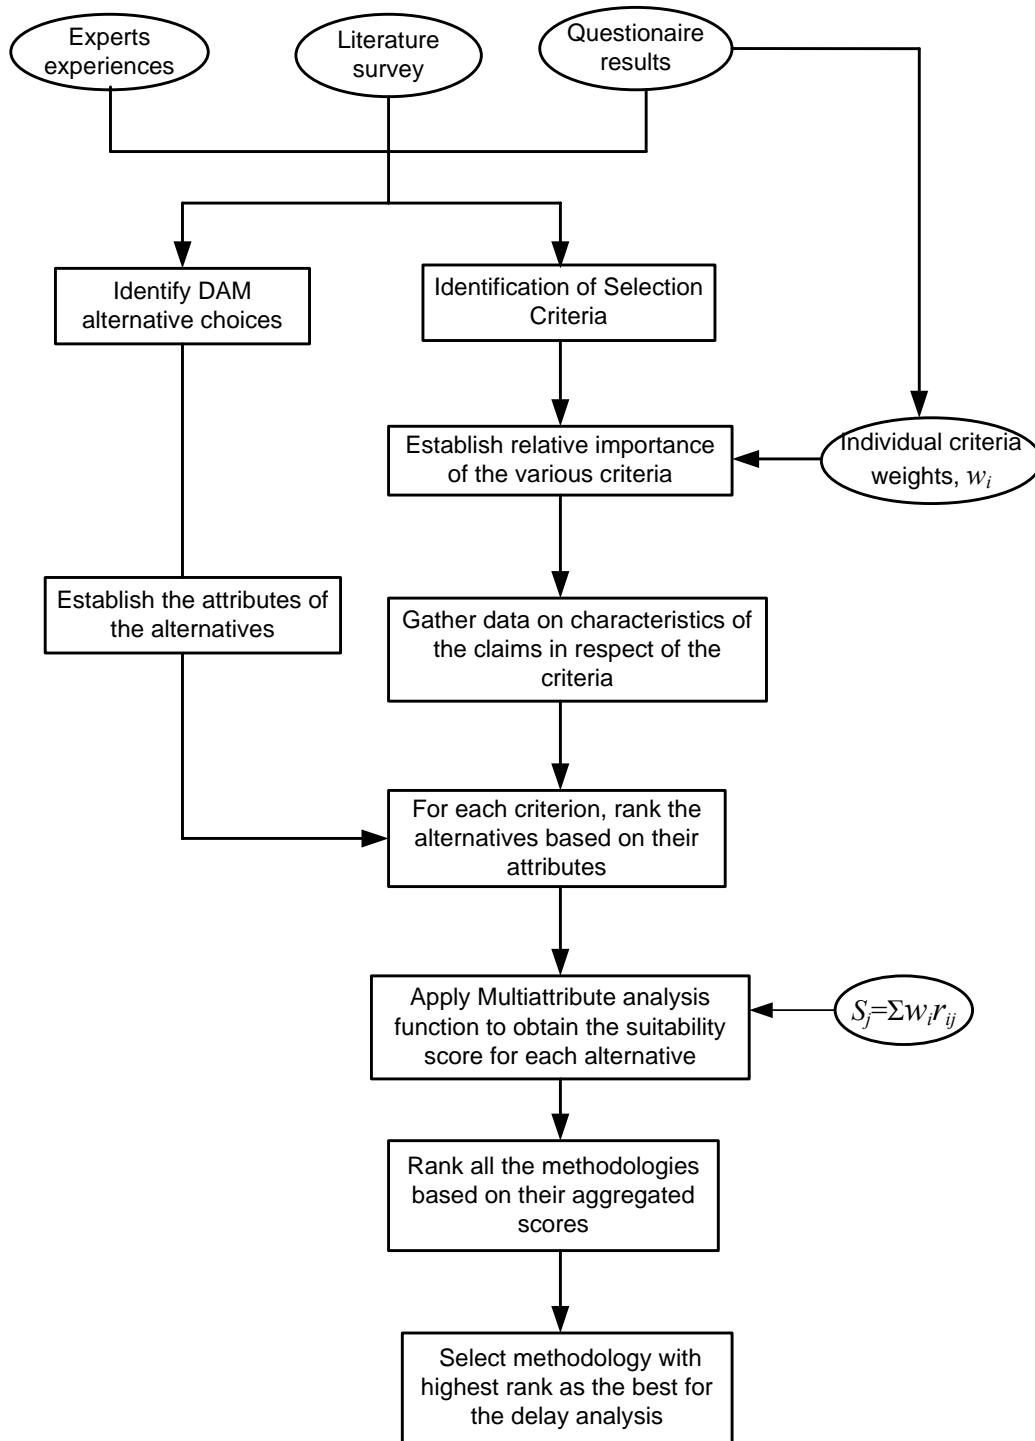 Experts
experiences
Literature
survey
Questionaire
results
Identify DAM
alternative choices
Identification of Selection
Criteria
Establish relative importance
of the various criteria
Individual criteria
weights, wᵢ
Establish the attributes of
the alternatives
Gather data on characteristics of
the claims in respect of the
criteria
For each criterion, rank the
alternatives based on their
attributes
Apply Multiattribute analysis
function to obtain the suitability
score for each alternative
Sⱼ=Σwᵢrᵢⱼ
Rank all the methodologies
based on their aggregated
scores
Select methodology with
highest rank as the best for
the delay analysis